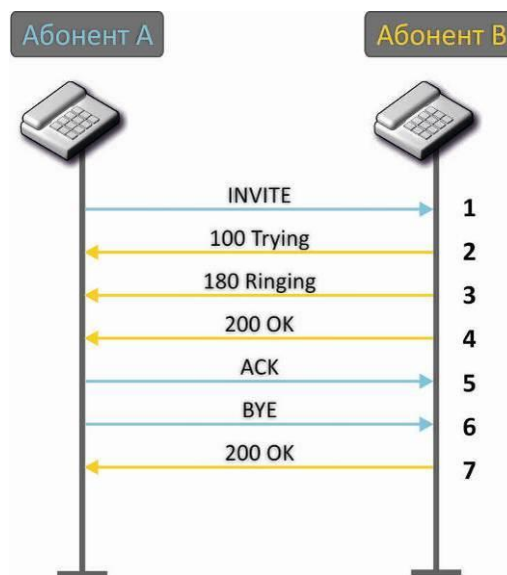 Абонент А
Абонент В
INVITE
1
100 Trying
2
180 Ringing
3
200 OK
4
ACK
5
BYE
6
200 OK
7